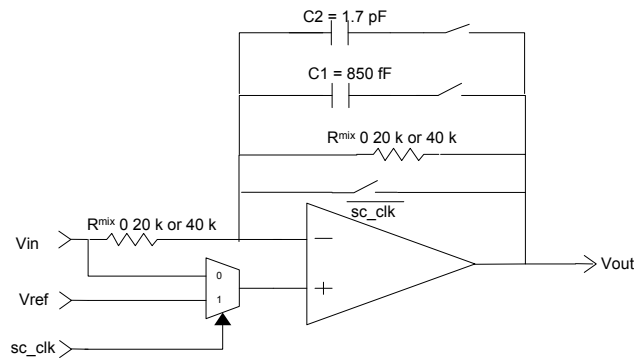 C2 = 1.7 pF
C1 = 850 fF
Rmix 0 20 k or 40 k
sc_clk
Rmix 0 20 k or 40 k
Vin
0
Vref
1
sc_clk
−
+
Vout